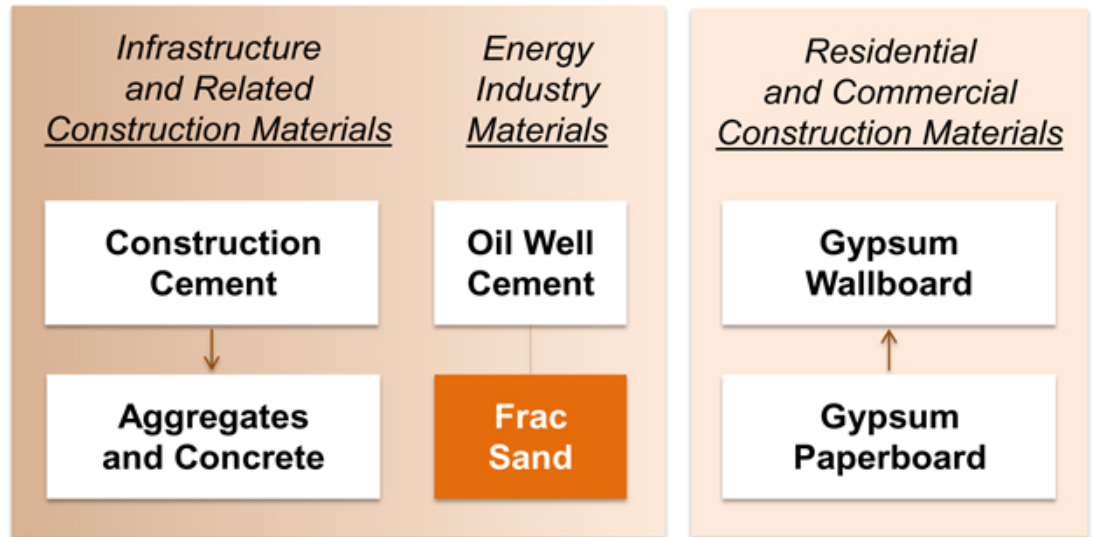 Infrastructure
and Related
Construction Materials
Construction
Cement
Aggregates
and Concrete
Energy
Industry
Materials
Oil Well
Cement
Frac
Sand
Residential
and Commercial
Construction Materials
Gypsum
Wallboard
Gypsum
Paperboard